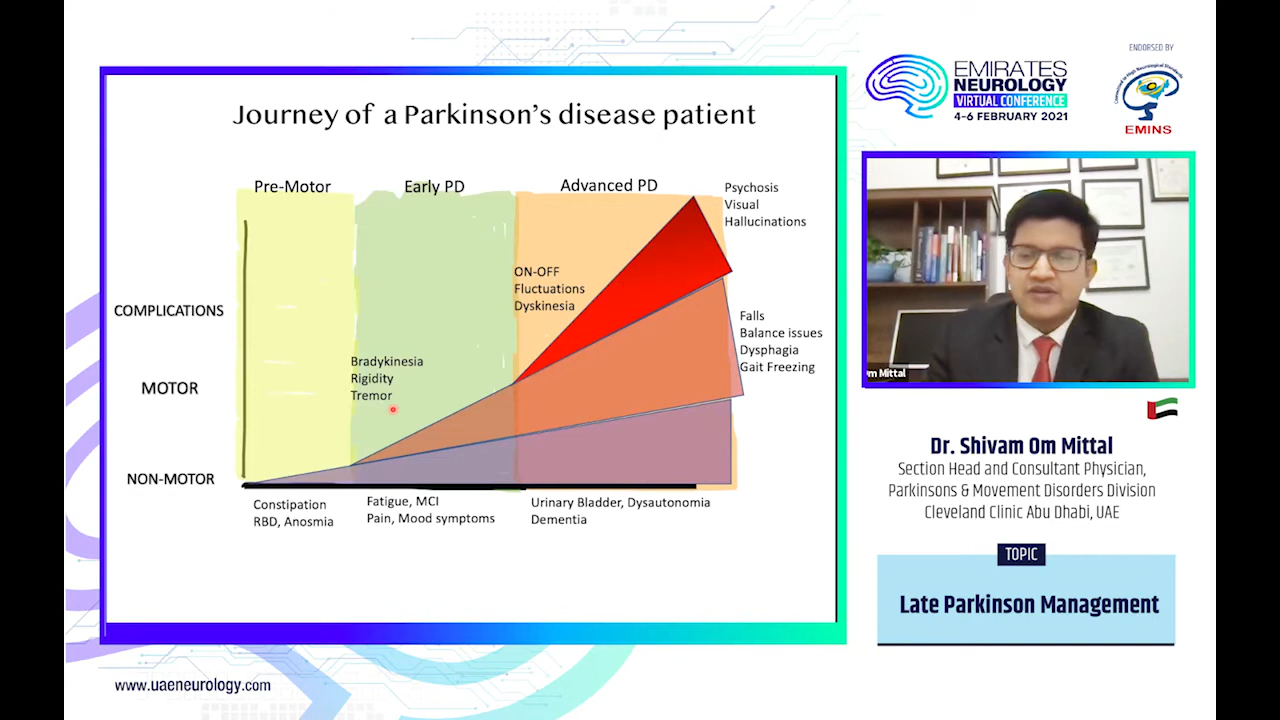 Journey of a Parkinson's disease patient
Pre-Motor
Early PD
Advanced PD
Psychosis
Visual
Hallucinations
ON-OFF
Fluctuations
Dyskinesia
COMPLICATIONS
Falls
Balance issues
Dysphagia
Gait Freezing
Bradykinesia
Rigidity
Tremor
MOTOR
NON-MOTOR
Constipation
RBD, Anosmia
Fatigue, MCI
Pain, Mood symptoms
Urinary Bladder, Dysautonomia
Dementia
www.uaeneurology.com
EMIRATES
NEUROLOGY
VIRTUAL CONFERENCE
4-6 FEBRUARY 2021
ENDORSED BY
EMINS
om Mittal
Dr. Shivam Om Mittal
Section Head and Consultant Physician,
Parkinsons & Movement Disorders Division
Cleveland Clinic Abu Dhabi, UAE
TOPIC
Late Parkinson Management